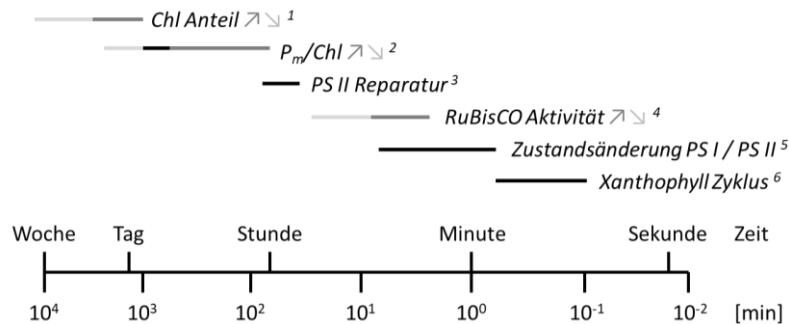 Chl Anteil ↗ ↘ 1
Pm/Chl ↗ ↘ 2
PS II Reparatur 3
RuBisCO Aktivität ↗ ↘ 4
Zustandsänderung PS I / PS II 5
Xanthophyll Zyklus 6
Woche Tag Stunde Minute Sekunde Zeit
10^4 10^3 10^2 10^1 10^0 10^-1 10^-2 [min]